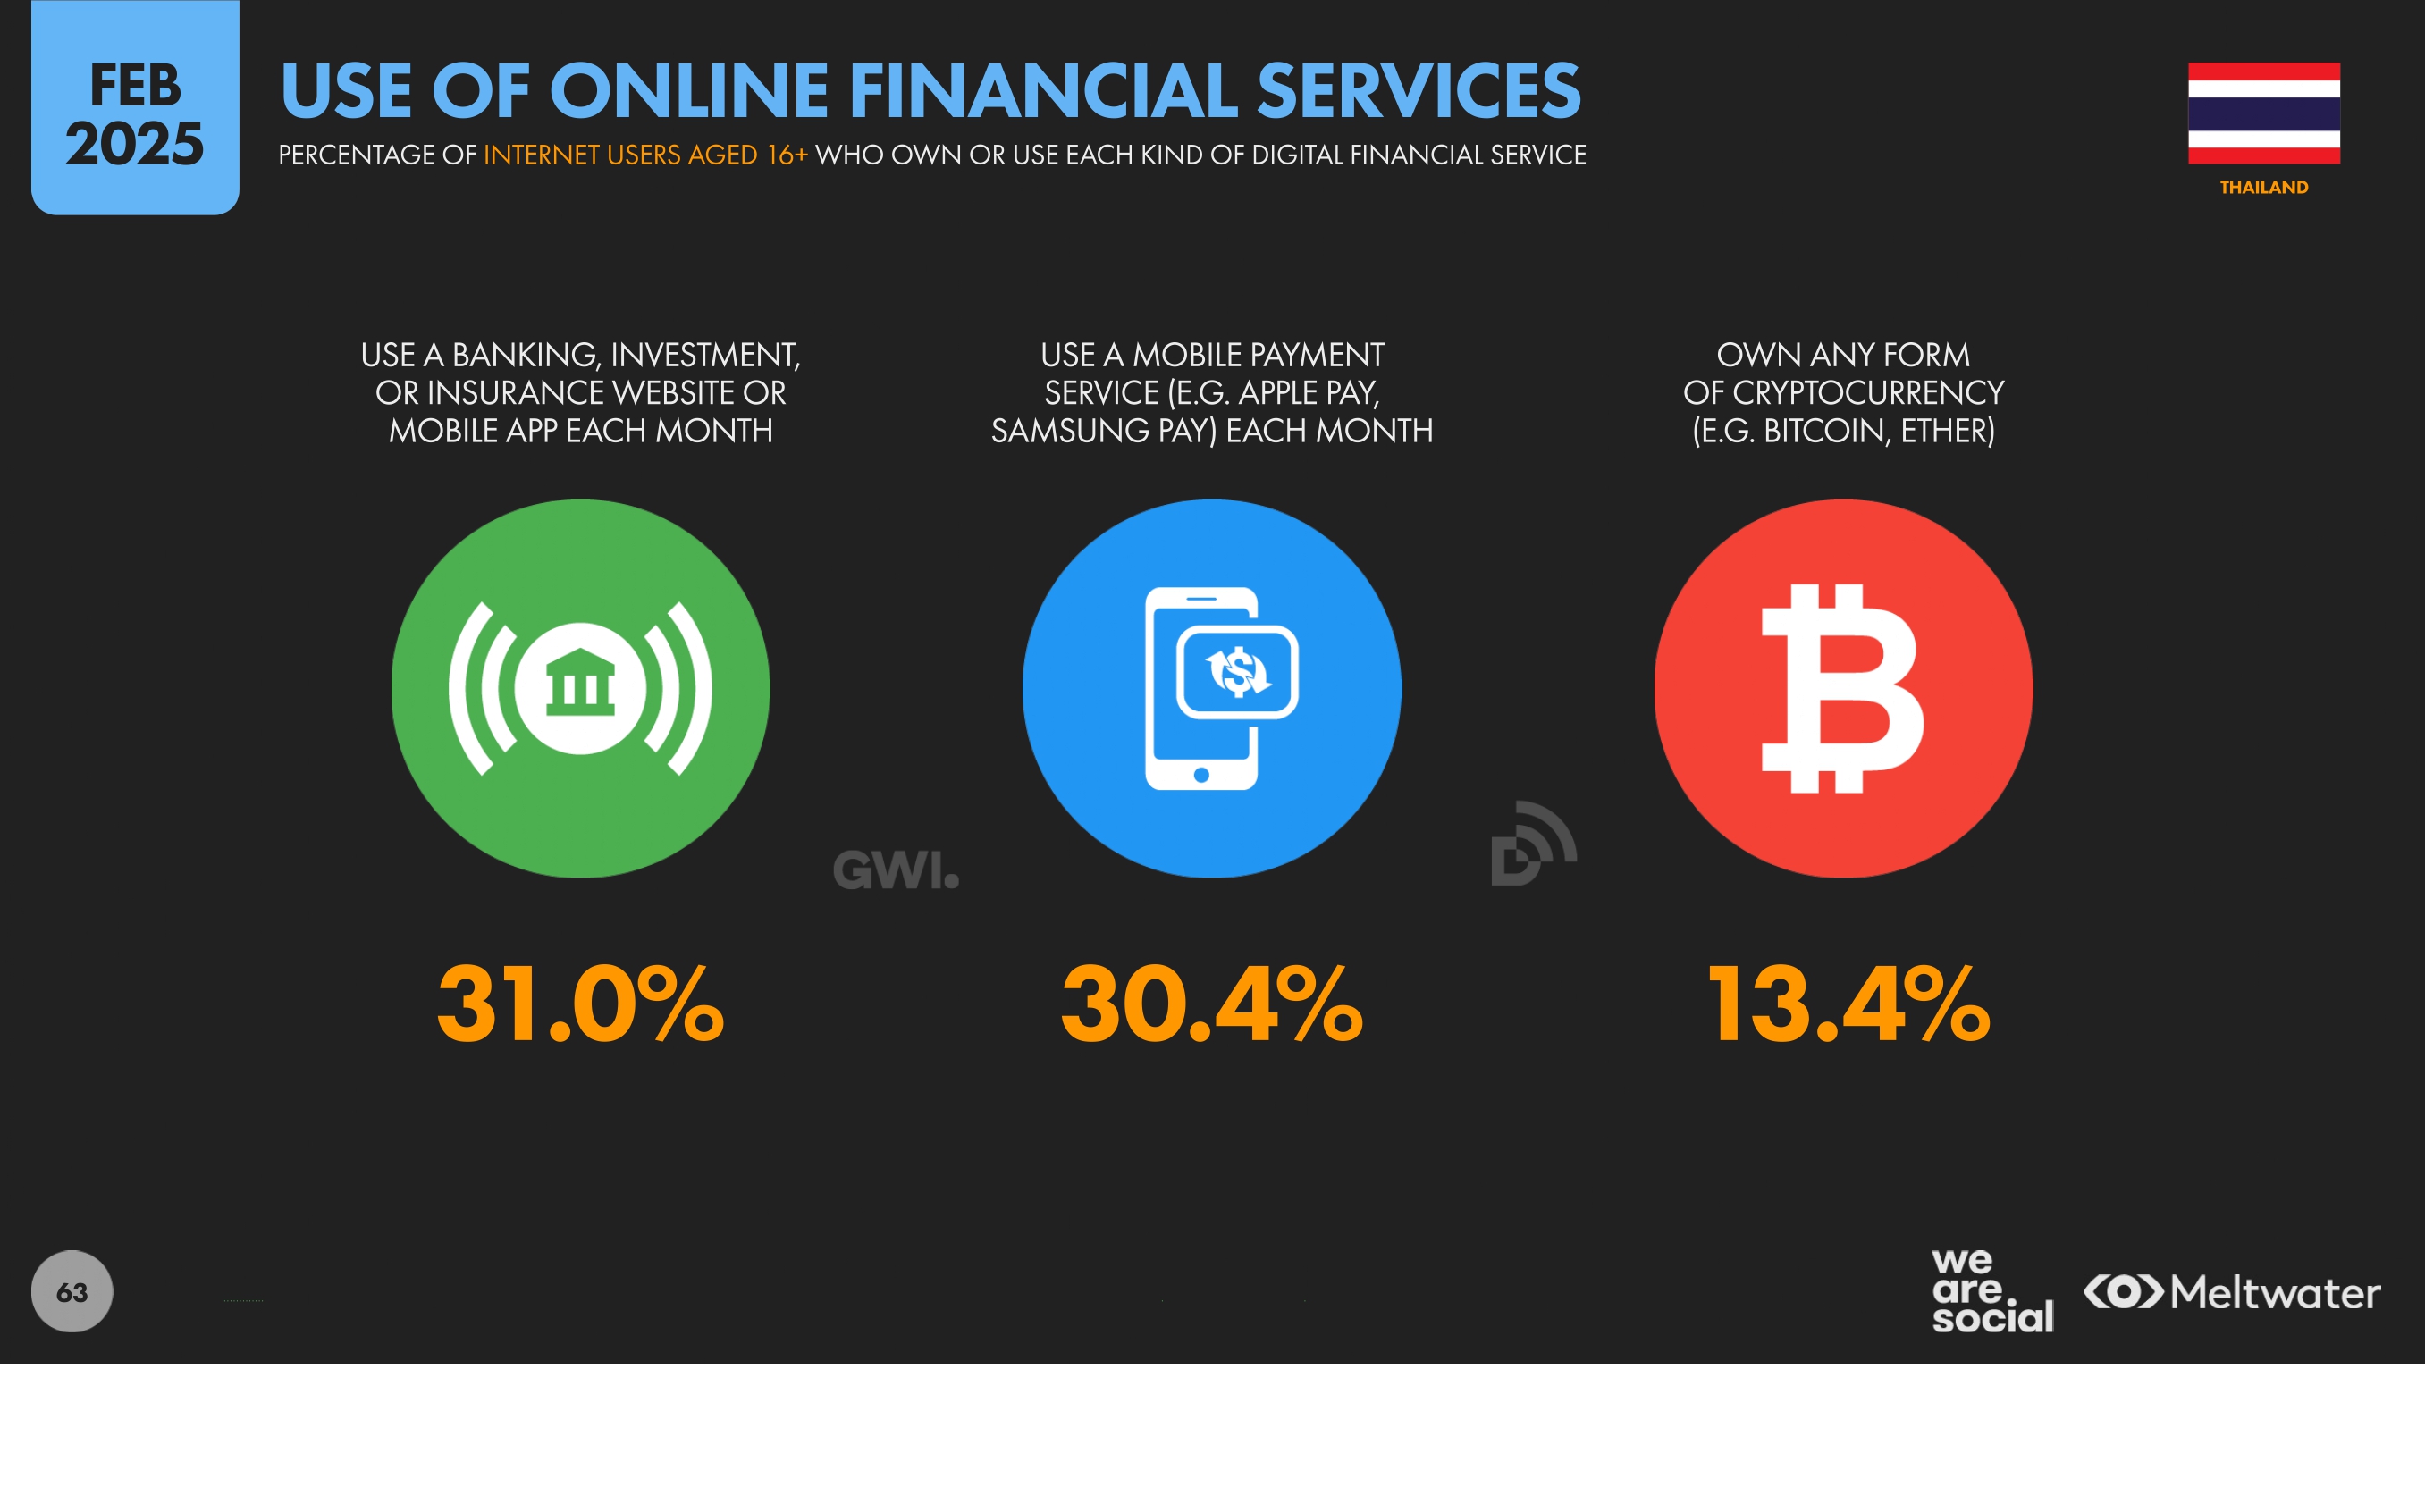 FEB
2025
USE OF ONLINE FINANCIAL SERVICES
PERCENTAGE OF INTERNET USERS AGED 16+ WHO OWN OR USE EACH KIND OF DIGITAL FINANCIAL SERVICE
THAILAND
USE A BANKING, INVESTMENT,
OR INSURANCE WEBSITE OR
MOBILE APP EACH MONTH
31.0%
USE A MOBILE PAYMENT
SERVICE (E.G. APPLE PAY,
SAMSUNG PAY) EACH MONTH
30.4%
OWN ANY FORM
OF CRYPTOCURRENCY
(E.G. BITCOIN, ETHER)
13.4%
GWI.
63
we
are.
social
Meltwater